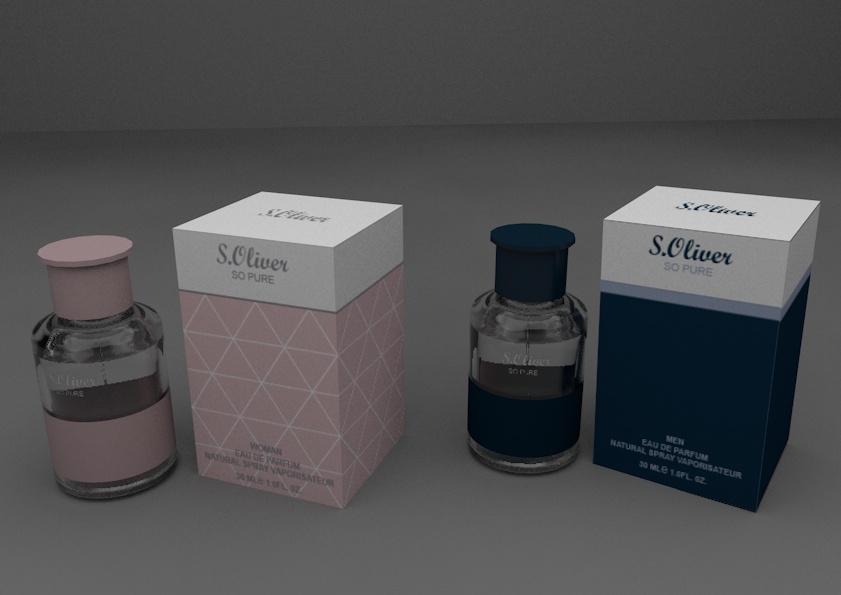 S.Oliver
S.Oliver
SO PURE
WOMAN
EAU DE PARFUM
NATURAL SPRAY VAPORISATEUR
30 ML℮ 1.0FL. OZ.
S.Oliver
SO PURE
S.Oliver
S.Oliver
SO PURE
MEN
EAU DE PARFUM
NATURAL SPRAY VAPORISATEUR
30 ML℮ 1.0FL. OZ.
S.Oliver
SO PURE